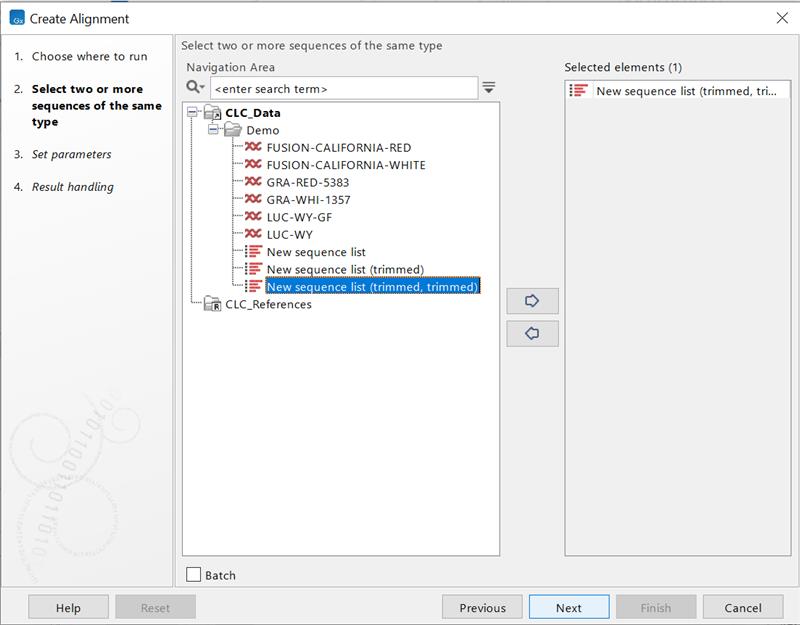 Create Alignment
1. Choose where to run
2. Select two or more
sequences of the same
type
3. Set parameters
4. Result handling
Select two or more sequences of the same type
Navigation Area
<enter search term>
CLC_Data
Demo
FUSION-CALIFORNIA-RED
FUSION-CALIFORNIA-WHITE
GRA-RED-5383
GRA-WHI-1357
LUC-WY-GF
LUC-WY
New sequence list
New sequence list (trimmed)
New sequence list (trimmed, trimmed)
CLC_References
Selected elements (1)
New sequence list (trimmed, tri...
Batch
Help
Reset
Previous
Next
Finish
Cancel